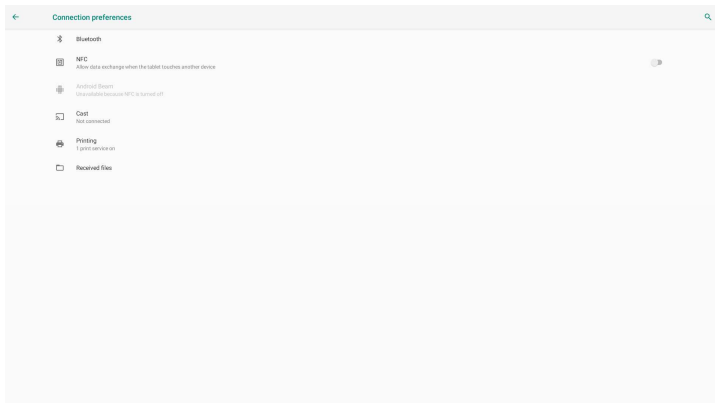 Connection preferences
Bluetooth
NFC
Allow data exchange when the tablet touches another device
Android Beam
Unavailable because NFC is turned off
Cast
Not connected
Printing
1 print service on
Received files